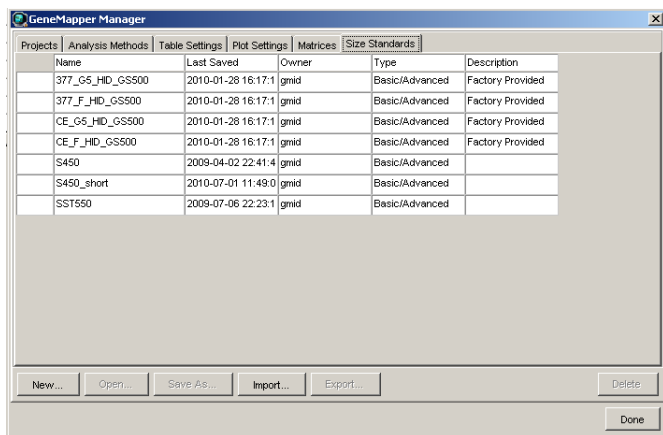 GeneMapper Manager
Projects Analysis Methods Table Settings Plot Settings Matrices Size Standards
Name Last Saved Owner Type Description
377_G5_HID_GS500 2010-01-28 16:17:1 gmid Basic/Advanced Factory Provided
377_F_HID_GS500 2010-01-28 16:17:1 gmid Basic/Advanced Factory Provided
CE_G5_HID_GS500 2010-01-28 16:17:1 gmid Basic/Advanced Factory Provided
CE_F_HID_GS500 2010-01-28 16:17:1 gmid Basic/Advanced Factory Provided
S450 2009-04-02 22:41:4 gmid Basic/Advanced
S450_short 2010-07-01 11:49:0 gmid Basic/Advanced
SST550 2009-07-06 22:23:1 gmid Basic/Advanced
New... Open... Save As... Import... Export... Delete
Done